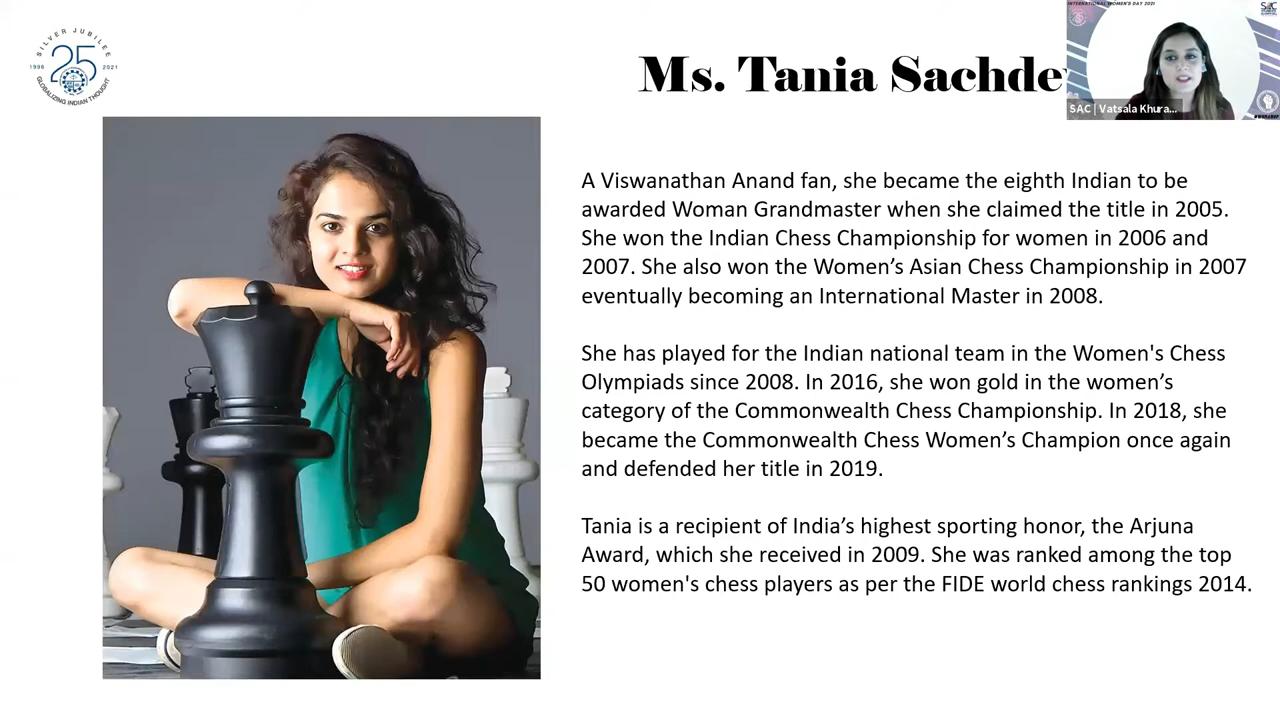 SILVER JUBILEE
1996 25 2021
GLOBALIZING INDIAN THOUGHT
Ms. Tania Sachde
INTERNATIONAL WOMEN'S DAY 2021
SAC
SAC | Vatsala Khura...
A Viswanathan Anand fan, she became the eighth Indian to be
awarded Woman Grandmaster when she claimed the title in 2005.
She won the Indian Chess Championship for women in 2006 and
2007. She also won the Women’s Asian Chess Championship in 2007
eventually becoming an International Master in 2008.
She has played for the Indian national team in the Women's Chess
Olympiads since 2008. In 2016, she won gold in the women’s
category of the Commonwealth Chess Championship. In 2018, she
became the Commonwealth Chess Women’s Champion once again
and defended her title in 2019.
Tania is a recipient of India’s highest sporting honor, the Arjuna
Award, which she received in 2009. She was ranked among the top
50 women's chess players as per the FIDE world chess rankings 2014.